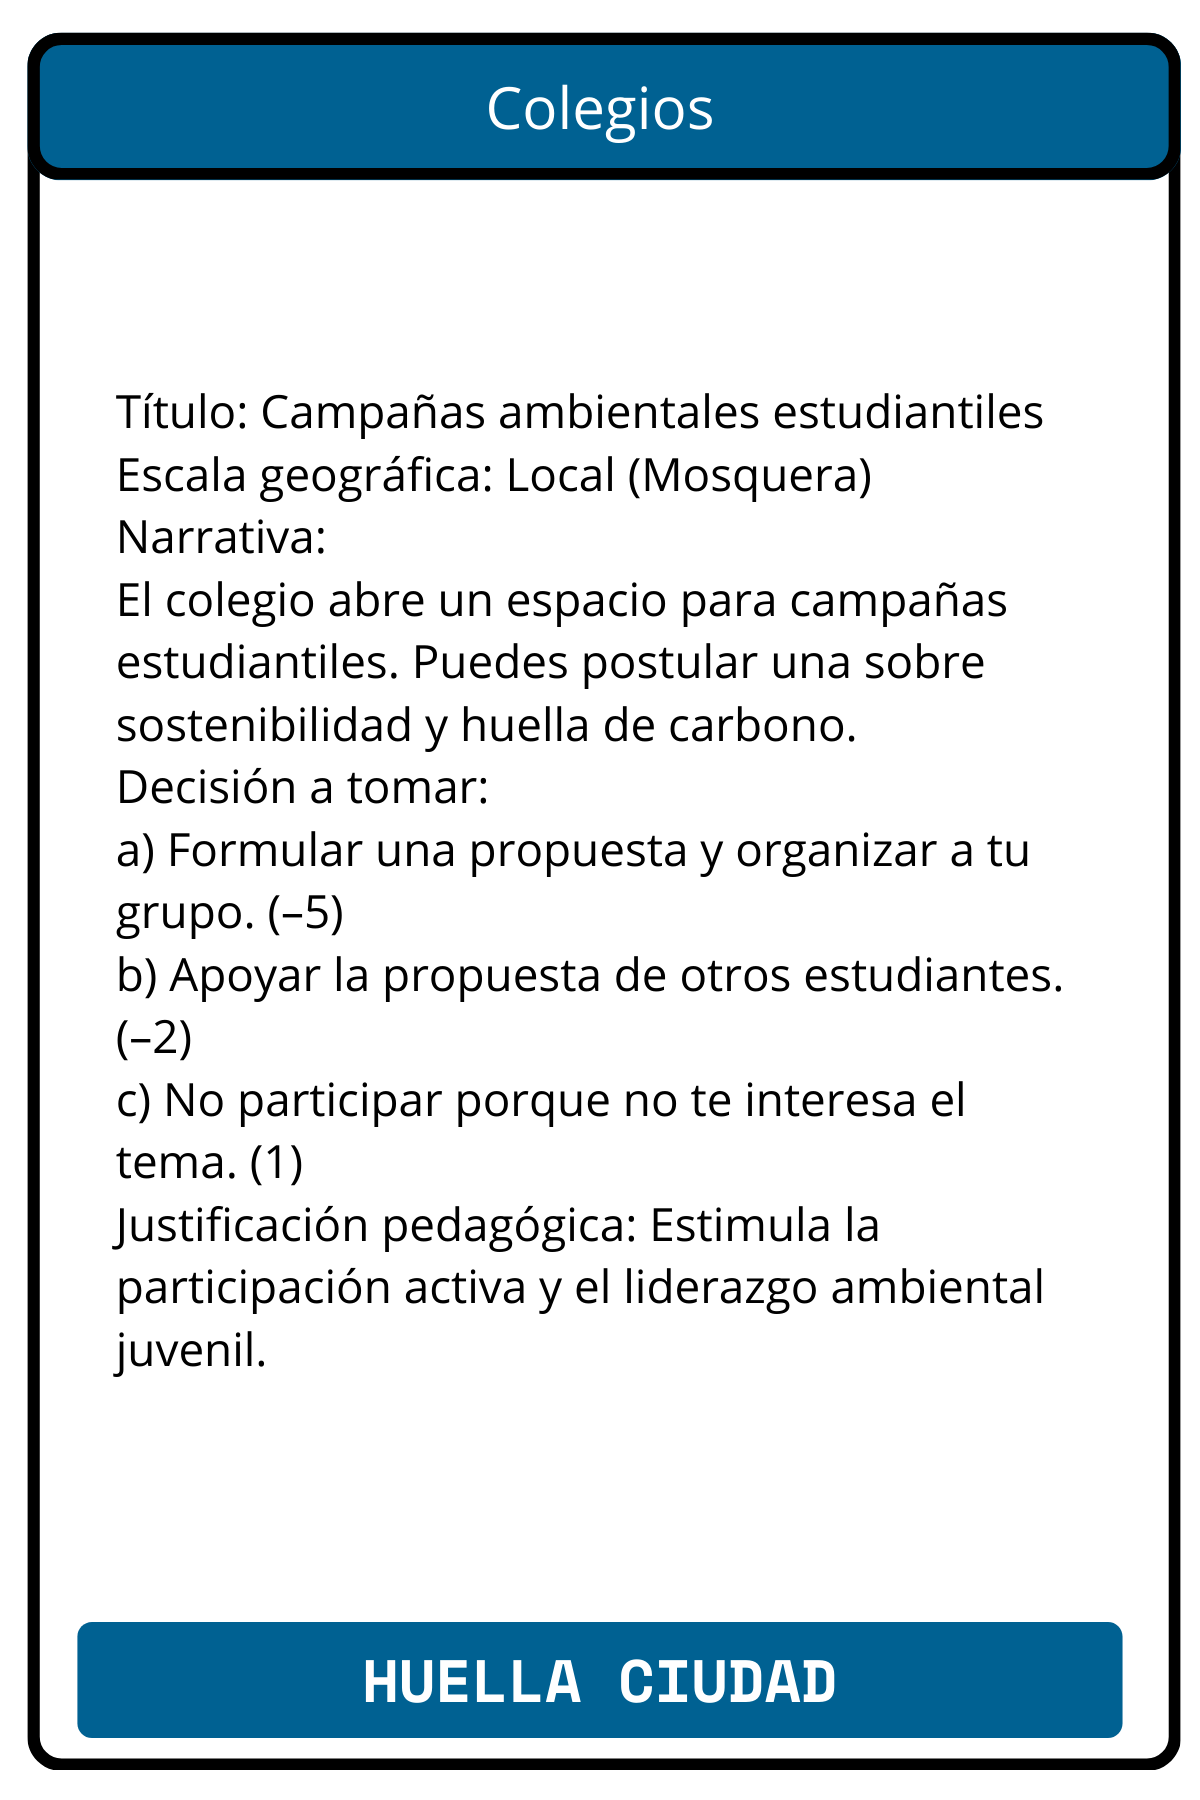 Colegios
Título: Campañas ambientales estudiantiles
Escala geográfica: Local (Mosquera)
Narrativa:
El colegio abre un espacio para campañas
estudiantiles. Puedes postular una sobre
sostenibilidad y huella de carbono.
Decisión a tomar:
a) Formular una propuesta y organizar a tu
grupo. (–5)
b) Apoyar la propuesta de otros estudiantes.
(–2)
c) No participar porque no te interesa el
tema. (1)
Justificación pedagógica: Estimula la
participación activa y el liderazgo ambiental
juvenil.
HUELLA CIUDAD